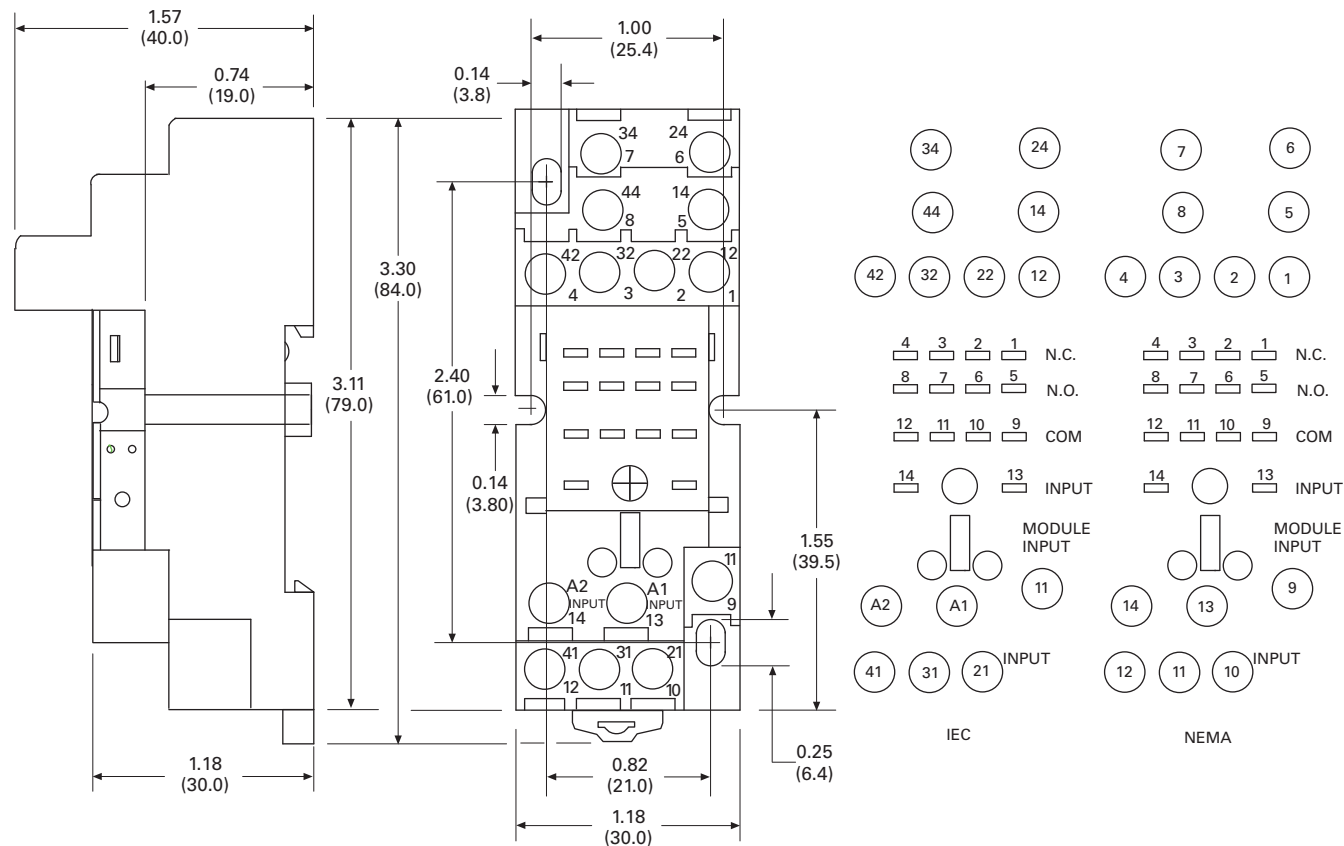 1.57
(40.0)
0.74
(19.0)
3.11
(79.0)
3.30
(84.0)
1.18
(30.0)
1.00
(25.4)
0.14
(3.8)
34 24
7 6
44 14
8 5
42 32 22 12
4 3 2 1
2.40
(61.0)
0.14
(3.80)
1.55
(39.5)
A2 A1 11
INPUT INPUT
14 13 9
41 31 21
12 11 10
0.25
(6.4)
0.82
(21.0)
1.18
(30.0)
34 24
44 14
42 32 22 12
4 3 2 1 N.C.
8 7 6 5 N.O.
12 11 10 9 COM
14 13 INPUT
MODULE
INPUT
11
A2 A1
41 31 21 INPUT
IEC
7 6
8 5
4 3 2 1
4 3 2 1 N.C.
8 7 6 5 N.O.
12 11 10 9 COM
14 13 INPUT
MODULE
INPUT
9
14 13
12 11 10 INPUT
NEMA